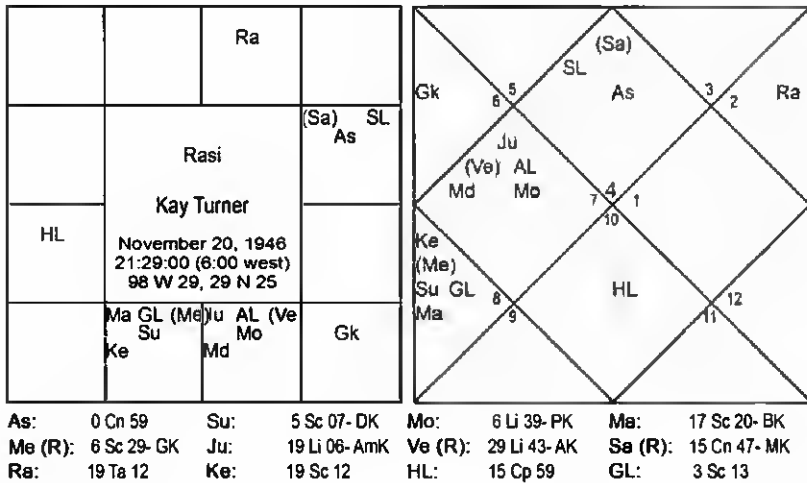 Ra
(Sa) SL
As
Rasi
Kay Turner
November 20, 1946
21:29:00 (6:00 west)
98 W 29, 29 N 25
HL
Ma GL (Me)
Su
Ke
Ju AL (Ve
Mo
Md
Gk
(Sa)
SL
As
Gk
5
6
3
2
Ra
Ju
(Ve) AL
Md Mo
4
7
1
10
Ke
(Me)
Su GL
Ma
8
9
HL
12
11
As: 0 Cn 59 Su: 5 Sc 07- DK Mo: 6 Li 39- PK Ma: 17 Sc 20- BK
Me (R): 6 Sc 29- GK Ju: 19 Li 06- AmK Ve (R): 29 Li 43- AK Sa (R): 15 Cn 47- MK
Ra: 19 Ta 12 Ke: 19 Sc 12 HL: 15 Cp 59 GL: 3 Sc 13